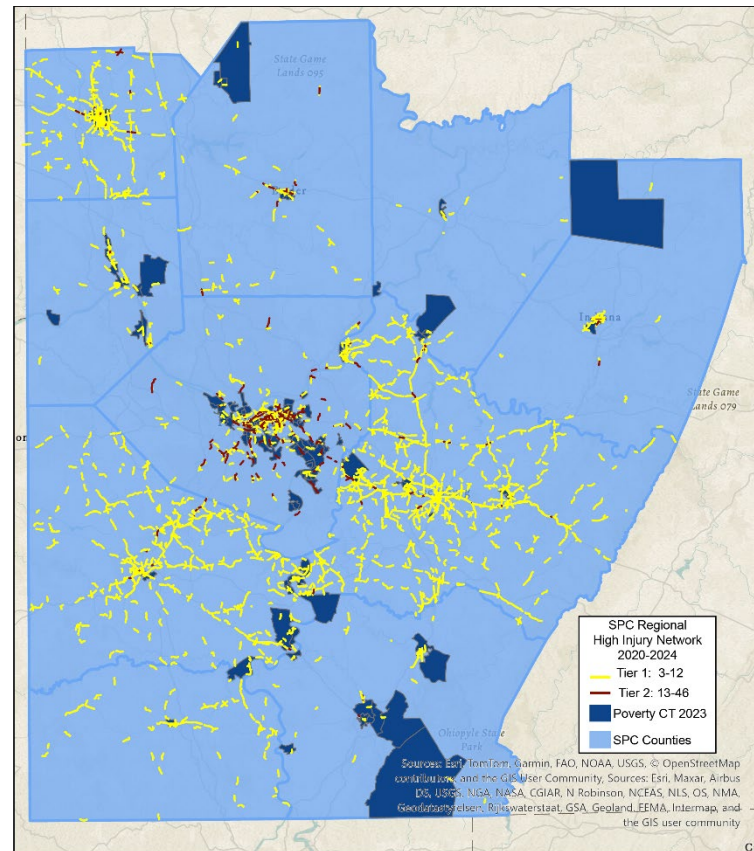 State Game
Lands 095
State Game
Lands 079
on
SPC Regional
High Injury Network
2020-2024
Tier 1: 3-12
Tier 2: 13-46
Poverty CT 2023
SPC Counties
Ohiopyle State
Park
Sources: Esri, TomTom, Garmin, FAO, NOAA, USGS, © OpenStreetMap
contributors, and the GIS User Community, Sources: Esri, Maxar, Airbus
DS, USGS, NGA, NASA, CGIAR, N Robinson, NCEAS, NLS, OS, NMA,
Geodatastyrelsen, Rijkswaterstaat, GSA, Geoland, FEMA, Intermap, and
the GIS user community